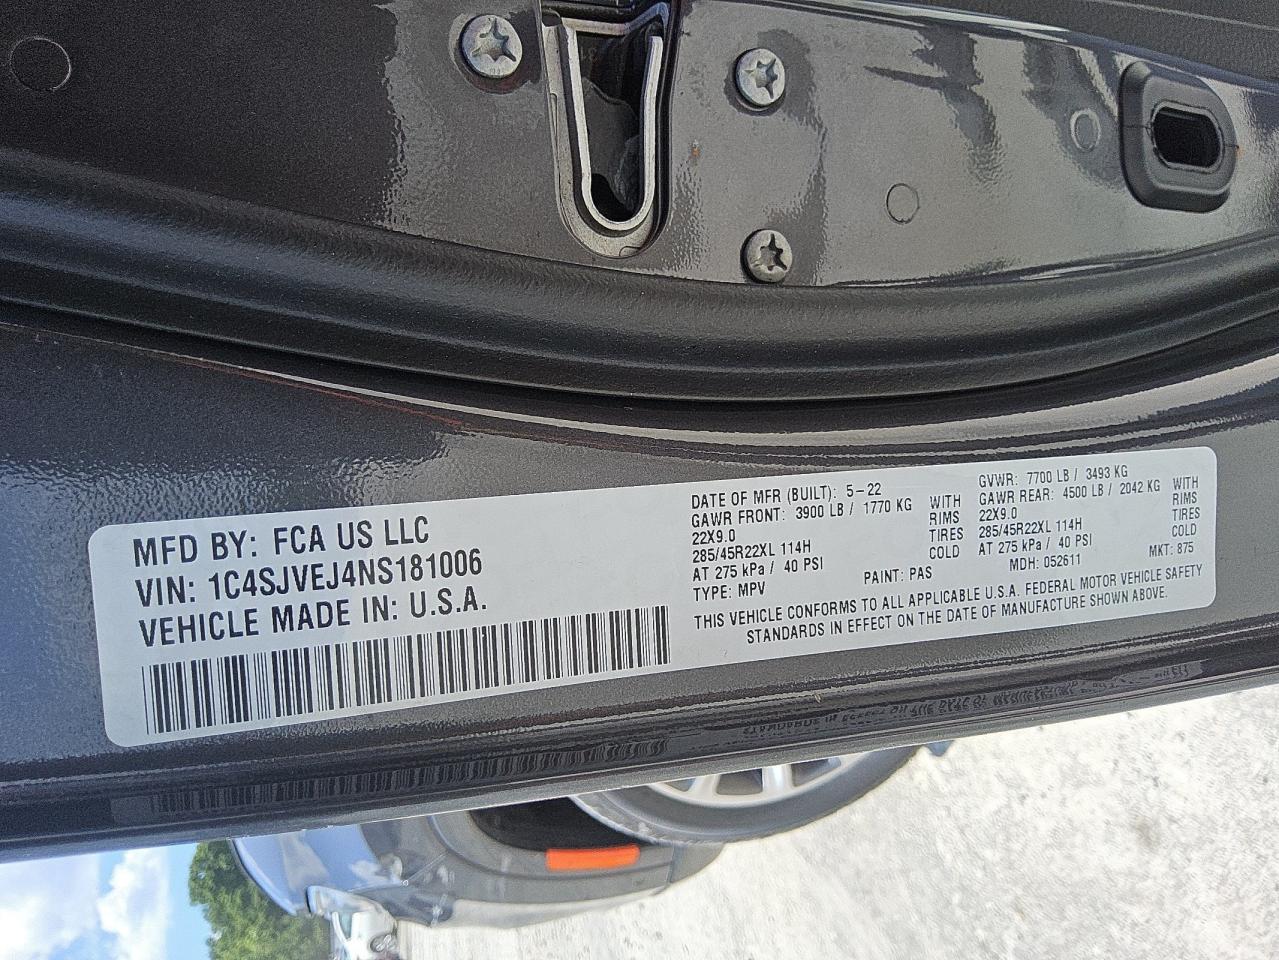 MFD BY: FCA US LLC
VIN: 1C4SJVEJ4NS181006
VEHICLE MADE IN: U.S.A.
DATE OF MFR (BUILT): 5-22
GAWR FRONT: 3900 LB / 1770 KG WITH
22X9.0 RIMS
285/45R22XL 114H TIRES
AT 275 kPa / 40 PSI COLD
TYPE: MPV PAINT: PAS
GVWR: 7700 LB / 3493 KG
GAWR REAR: 4500 LB / 2042 KG WITH
22X9.0 RIMS
285/45R22XL 114H TIRES
AT 275 kPa / 40 PSI COLD
MDH: 052611 MKT: 875
THIS VEHICLE CONFORMS TO ALL APPLICABLE U.S.A. FEDERAL MOTOR VEHICLE SAFETY
STANDARDS IN EFFECT ON THE DATE OF MANUFACTURE SHOWN ABOVE.